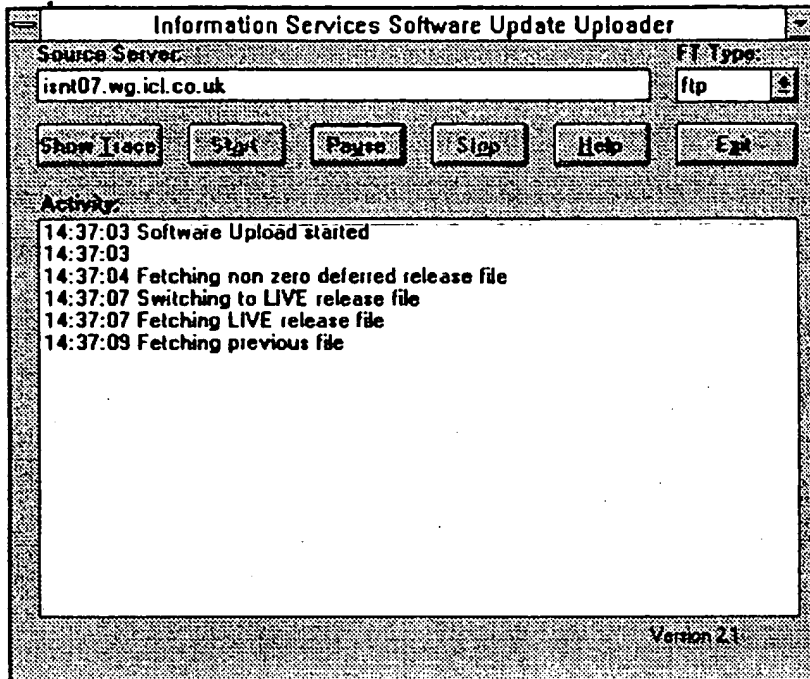 Information Services Software Update Uploader
Source Server:
FT Type:
isnt07.wg.icl.co.uk
ftp
Show Trace
Start
Pause
Stop
Help
Exit
Activity:
14:37:03 Software Upload started
14:37:03
14:37:04 Fetching non zero deferred release file
14:37:07 Switching to LIVE release file
14:37:07 Fetching LIVE release file
14:37:09 Fetching previous file
Version 2.1